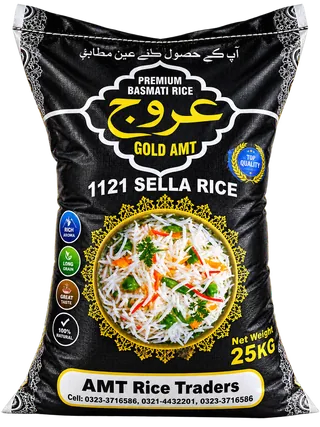 آپ کے حصول کئے عین مطابق
PREMIUM
BASMATI RICE
عروج
GOLD AMT
TOP
QUALITY
1121 SELLA RICE
RICH
AROMA
LONG
GRAIN
GREAT
TASTE
100%
NATURAL
Net Weight
25KG
AMT Rice Traders
Cell: 0323-3716586, 0321-4432201, 0323-3716586